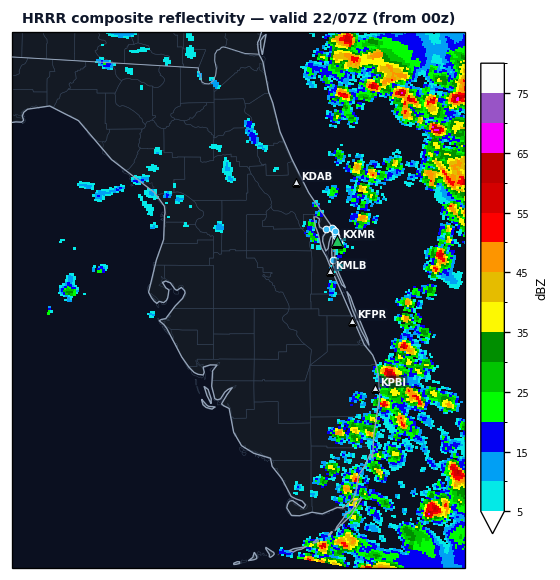 HRRR composite reflectivity — valid 22/07Z (from 00z)
KDAB
KXMR
KMLB
KFPR
KPBI
75
65
55
45
35
25
15
5
dBZ